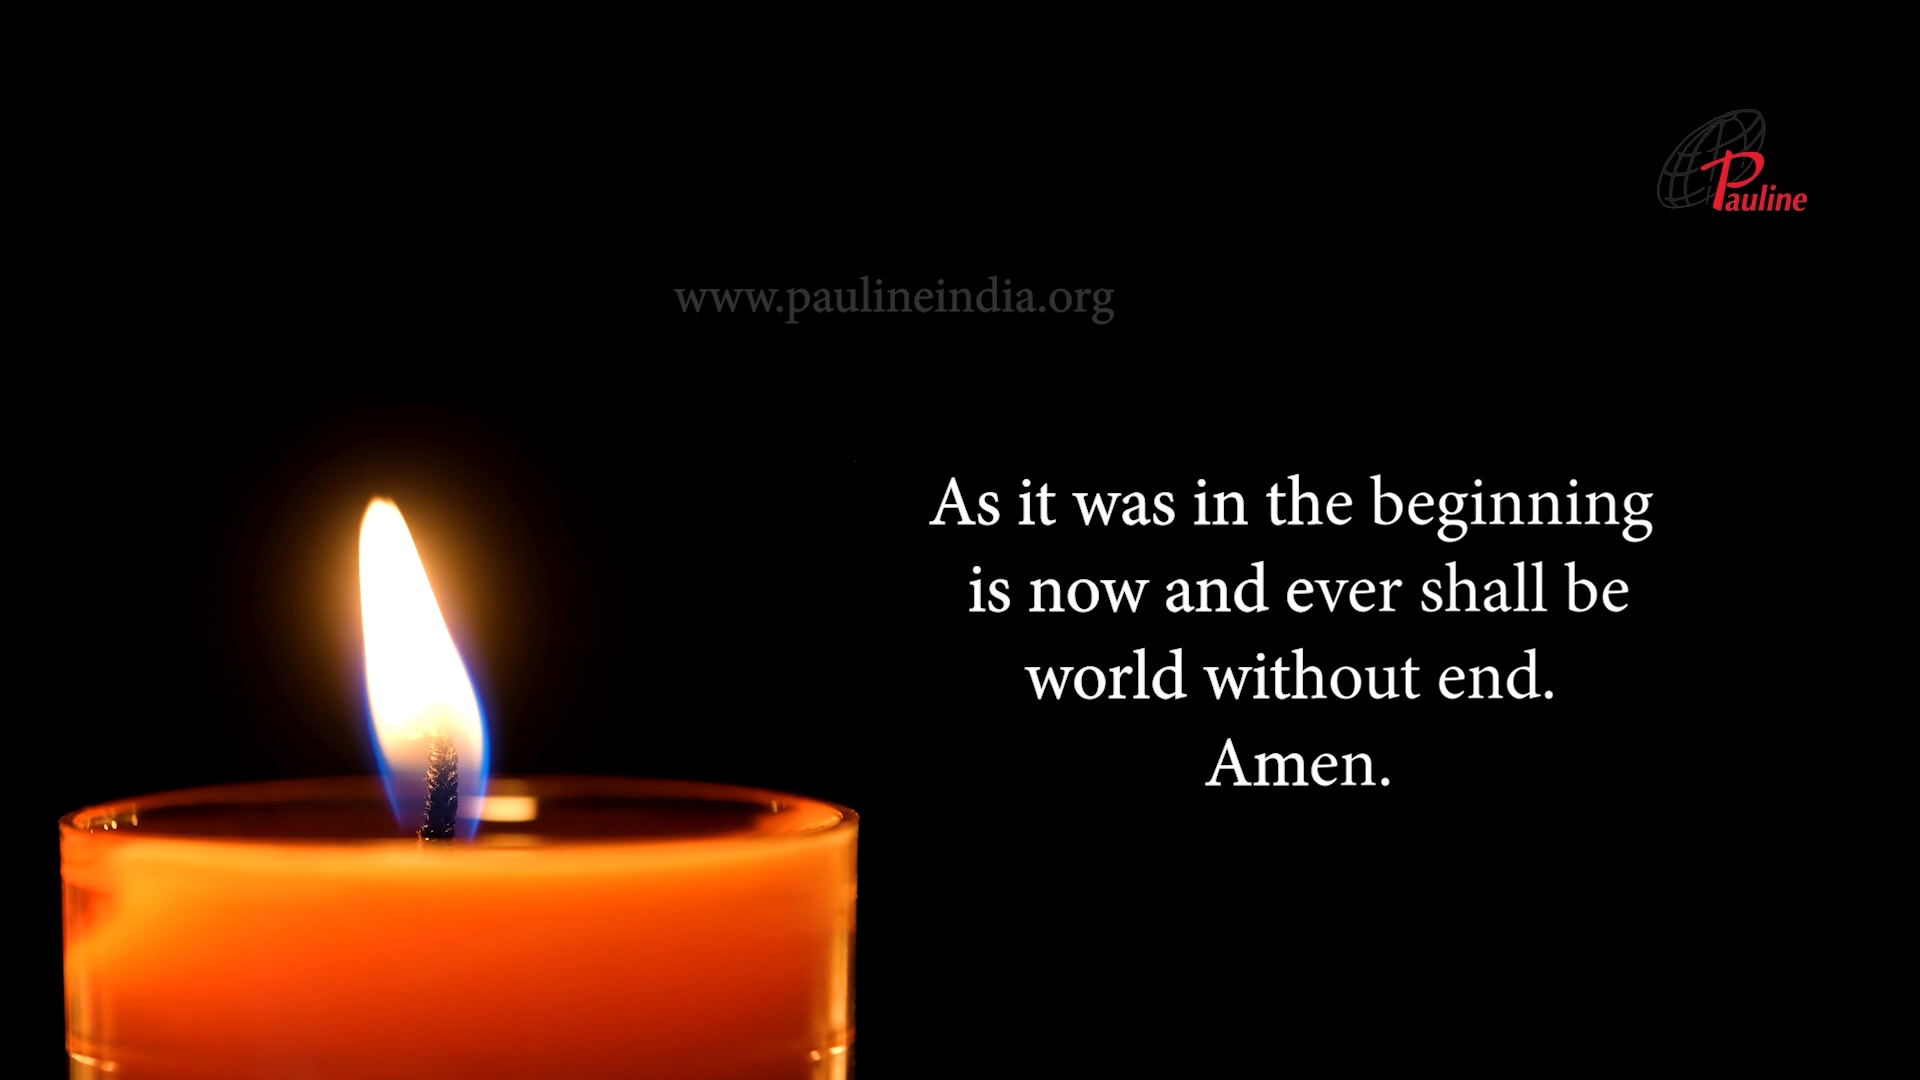 Pauline
www.paulineindia.org
As it was in the beginning
is now and ever shall be
world without end.
Amen.